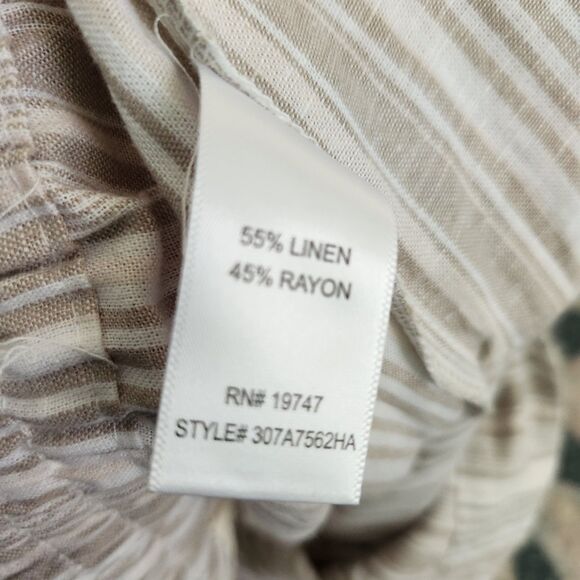 55% LINEN
45% RAYON
RN# 19747
STYLE# 307A7562HA